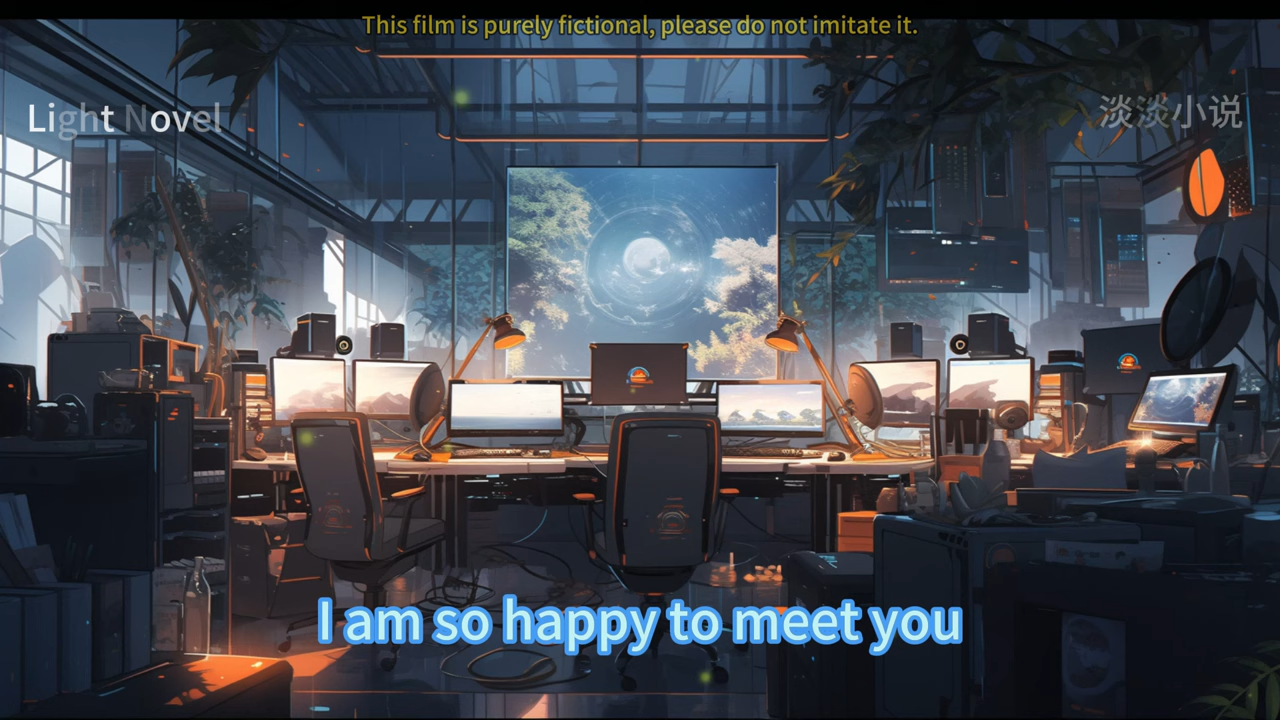 This film is purely fictional, please do not imitate it.
Light Novel
淡淡小说
I am so happy to meet you